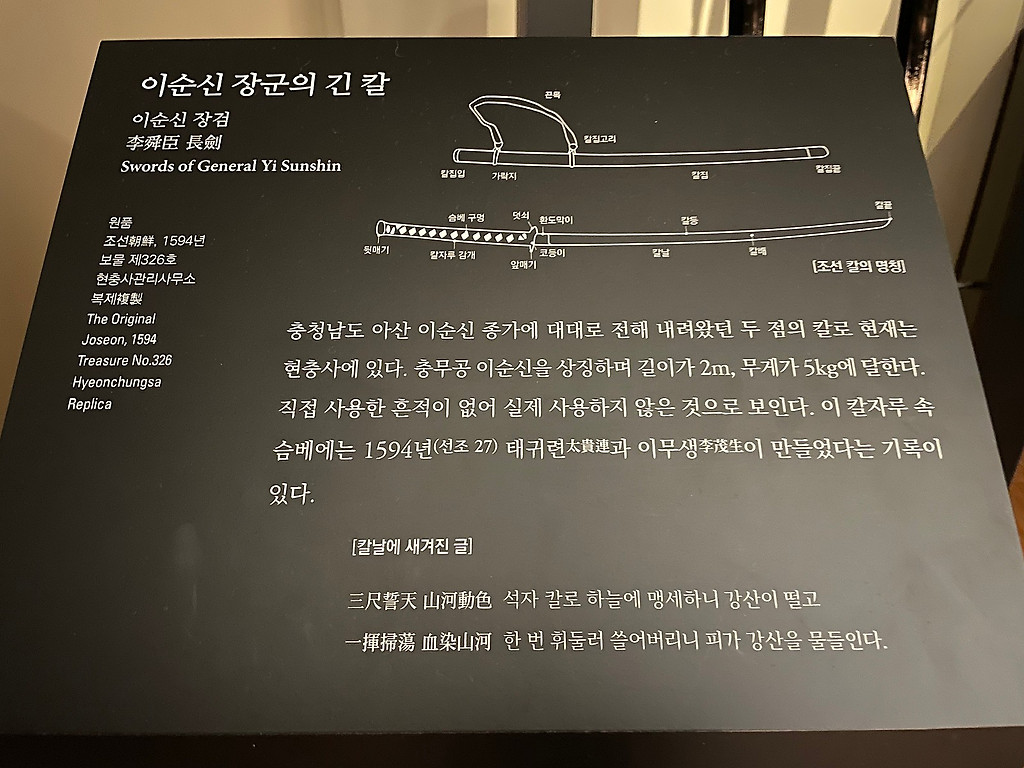 이순신 장군의 긴 칼
이순신 장검
李舜臣 長劍
Swords of General Yi Sunshin
원품
조선朝鮮, 1594년
보물 제326호
현충사관리사무소
복제複製
The Original
Joseon, 1594
Treasure No.326
Hyeonchungsa
Replica
끈목
칼집고리
칼집입
가락지
칼집
칼집끝
칼끝
슴베 구멍
덧쇠
환도막이
칼등
뒷매기
칼자루 감개
앞매기
코등이
칼날
칼배
[조선 칼의 명칭]
충청남도 아산 이순신 종가에 대대로 전해 내려왔던 두 점의 칼로 현재는
현충사에 있다. 충무공 이순신을 상징하며 길이가 2m, 무게가 5kg에 달한다.
직접 사용한 흔적이 없어 실제 사용하지 않은 것으로 보인다. 이 칼자루 속
슴베에는 1594년(선조 27) 태귀련太貴連과 이무생李茂生이 만들었다는 기록이
있다.
[칼날에 새겨진 글]
三尺誓天 山河動色 석자 칼로 하늘에 맹세하니 강산이 떨고
一揮掃蕩 血染山河 한 번 휘둘러 쓸어버리니 피가 강산을 물들인다.